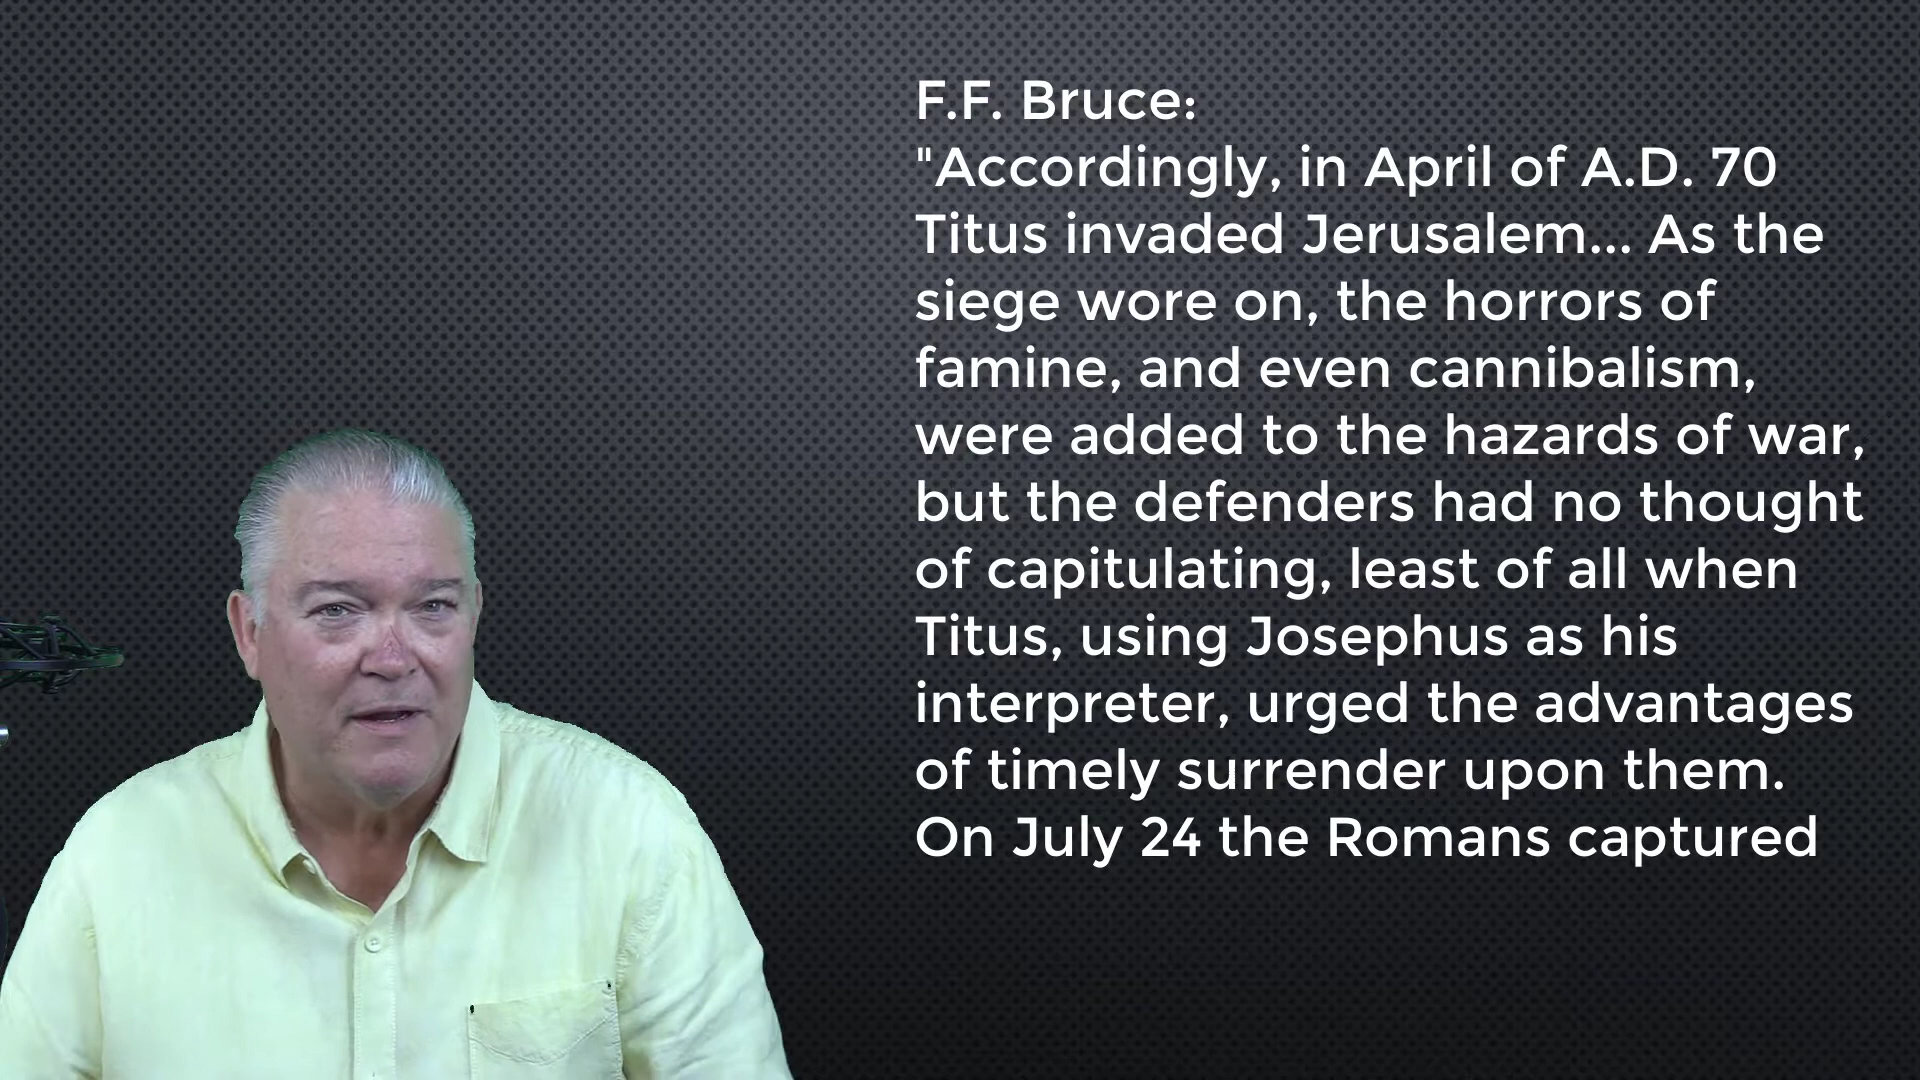 F.F. Bruce:
"Accordingly, in April of A.D. 70
Titus invaded Jerusalem... As the
siege wore on, the horrors of
famine, and even cannibalism,
were added to the hazards of war,
but the defenders had no thought
of capitulating, least of all when
Titus, using Josephus as his
interpreter, urged the advantages
of timely surrender upon them.
On July 24 the Romans captured